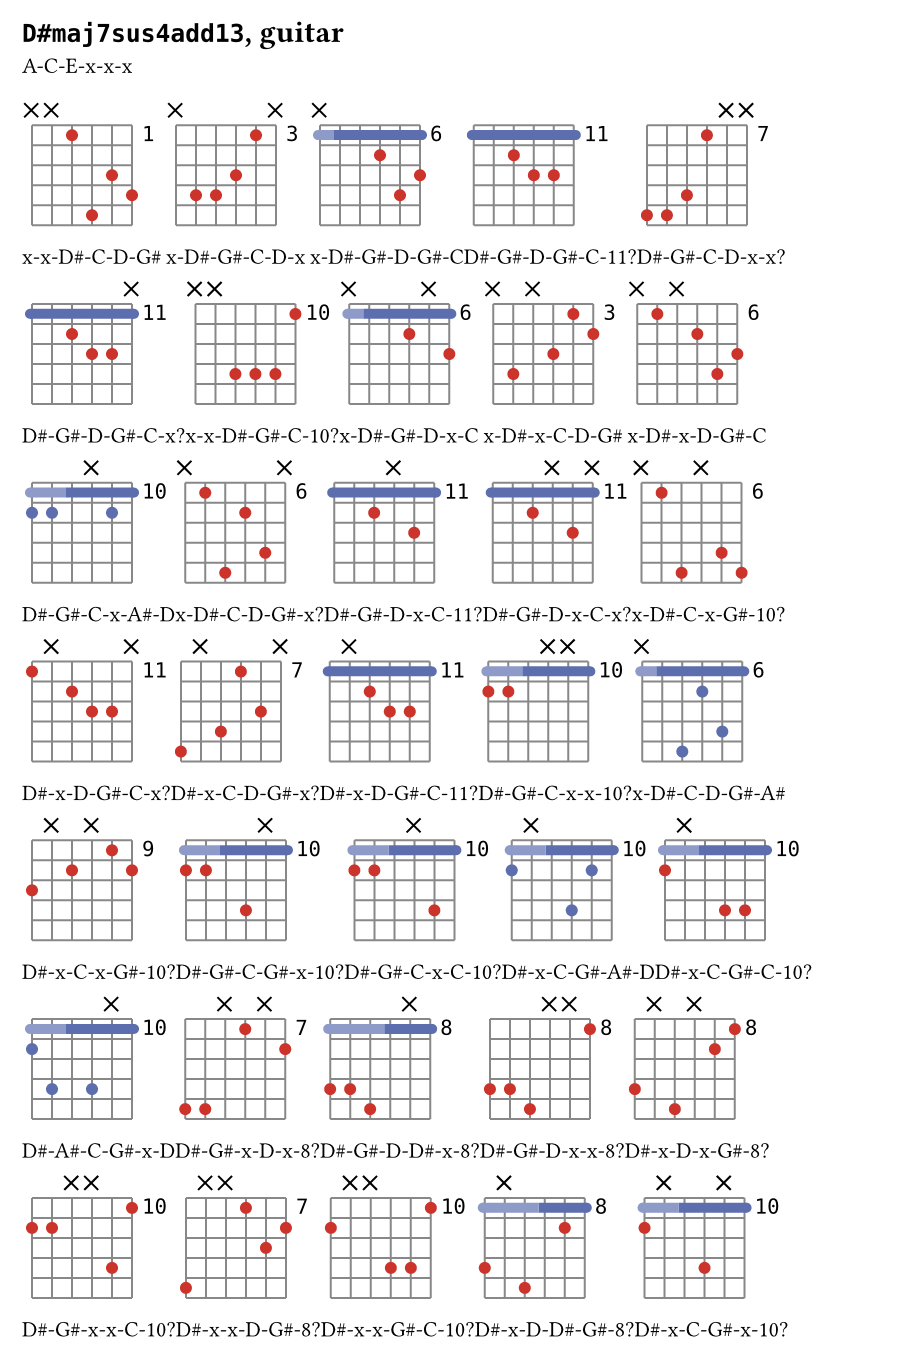 D#maj7sus4add13, guitar
A-C-E-x-x-x
1 3 6 11 7
x-x-D#-C-D-G# x-D#-G#-C-D-x x-D#-G#-D-G#-CD#-G#-D-G#-C-11?D#-G#-C-D-x-x?
11 10 6 3 6
D#-G#-D-G#-C-x?x-x-D#-G#-C-10?x-D#-G#-D-x-C x-D#-x-C-D-G# x-D#-x-D-G#-C
10 6 11 11 6
D#-G#-C-x-A#-Dx-D#-C-D-G#-x?D#-G#-D-x-C-11?D#-G#-D-x-C-x?x-D#-C-x-G#-10?
11 7 11 10 6
D#-x-D-G#-C-x?D#-x-C-D-G#-x?D#-x-D-G#-C-11?D#-G#-C-x-x-10?x-D#-C-D-G#-A#
9 10 10 10 10
D#-x-C-x-G#-10?D#-G#-C-G#-x-10?D#-G#-C-x-C-10?D#-x-C-G#-A#-DD#-x-C-G#-C-10?
10 7 8 8 8
D#-A#-C-G#-x-DD#-G#-x-D-x-8?D#-G#-D-D#-x-8?D#-G#-D-x-x-8?D#-x-D-x-G#-8?
10 7 10 8 10
D#-G#-x-x-C-10?D#-x-x-D-G#-8?D#-x-x-G#-C-10?D#-x-D-D#-G#-8?D#-x-C-G#-x-10?